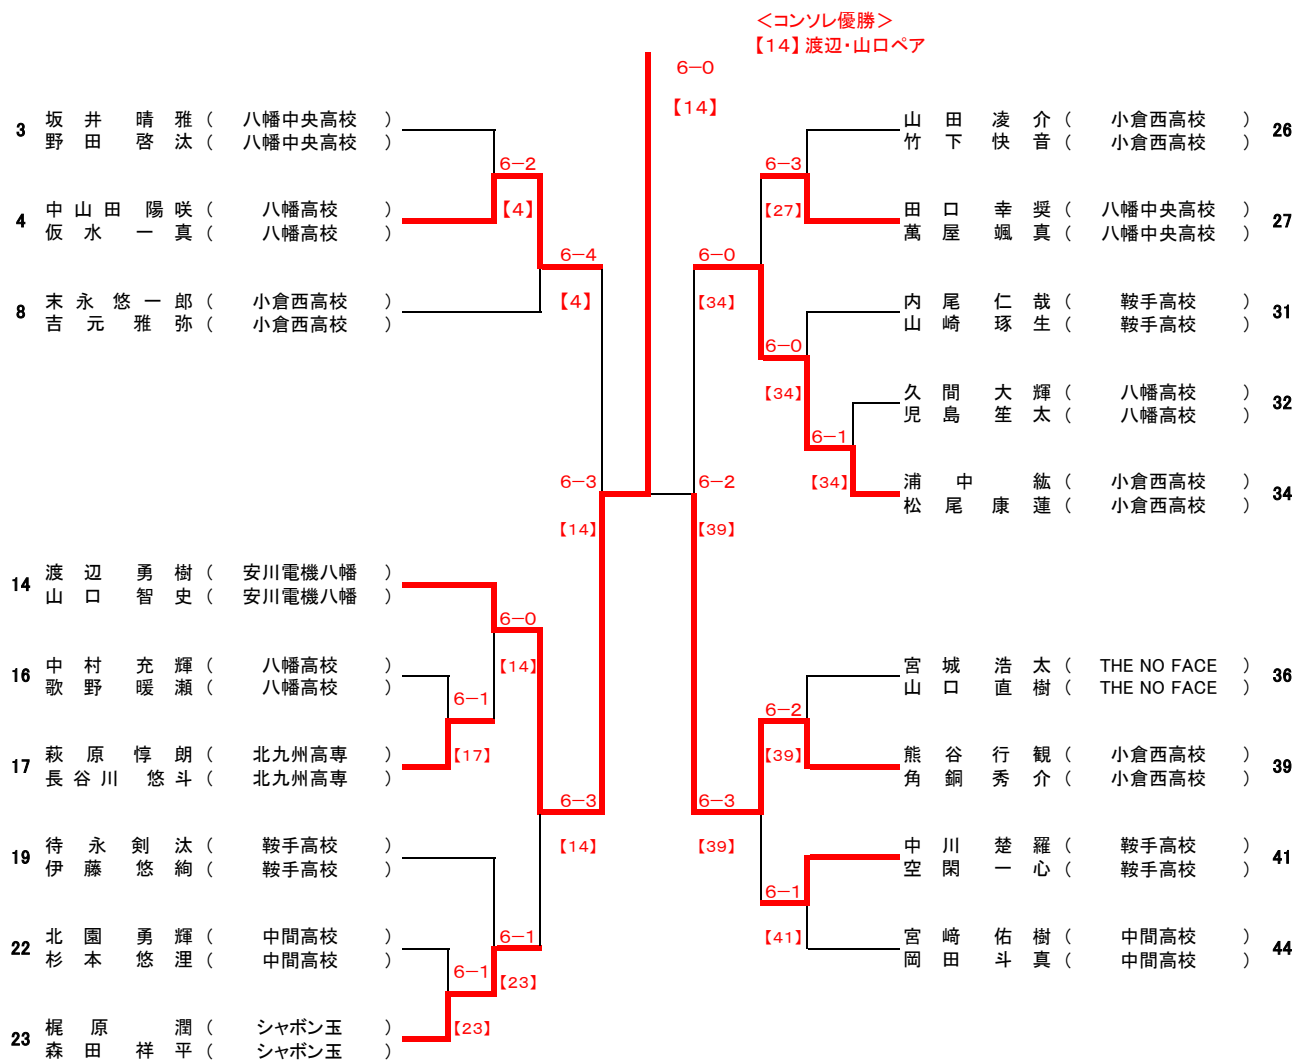 ＜コンソレ優勝＞
【14】渡辺・山口ペア
6－0
【14】
3 坂井 晴雅（ 八幡中央高校 ）
野田 啓汰（ 八幡中央高校 ）
6－2
【4】
4 中山田 陽咲（ 八幡高校 ）
仮水 一真（ 八幡高校 ）
6－4
【4】
8 末永 悠一郎（ 小倉西高校 ）
吉元 雅弥（ 小倉西高校 ）
6－3
【14】
14 渡辺 勇樹（ 安川電機八幡 ）
山口 智史（ 安川電機八幡 ）
6－0
【14】
16 中村 充輝（ 八幡高校 ）
歌野 暖瀬（ 八幡高校 ）
6－1
【17】
17 萩原 惇朗（ 北九州高専 ）
長谷川 悠斗（ 北九州高専 ）
6－3
【14】
19 待永 剣汰（ 鞍手高校 ）
伊藤 悠絢（ 鞍手高校 ）
6－1
【23】
22 北園 勇輝（ 中間高校 ）
杉本 悠浬（ 中間高校 ）
6－1
【23】
23 梶原 潤（ シャボン玉 ）
森田 祥平（ シャボン玉 ）
山田 凌介（ 小倉西高校 ） 26
竹下 快音（ 小倉西高校 ）
6－3
【27】
田口 幸奨（ 八幡中央高校 ） 27
萬屋 颯真（ 八幡中央高校 ）
6－0
【34】
内尾 仁哉（ 鞍手高校 ） 31
山崎 琢生（ 鞍手高校 ）
6－0
【34】
久間 大輝（ 八幡高校 ） 32
児島 笙太（ 八幡高校 ）
6－1
【34】
浦中 紘（ 小倉西高校 ） 34
松尾 康蓮（ 小倉西高校 ）
6－2
【39】
宮城 浩太（ THE NO FACE ） 36
山口 直樹（ THE NO FACE ）
6－2
【39】
熊谷 行観（ 小倉西高校 ） 39
角銅 秀介（ 小倉西高校 ）
6－3
【39】
中川 楚羅（ 鞍手高校 ） 41
空閑 一心（ 鞍手高校 ）
6－1
【41】
宮﨑 佑樹（ 中間高校 ） 44
岡田 斗真（ 中間高校 ）